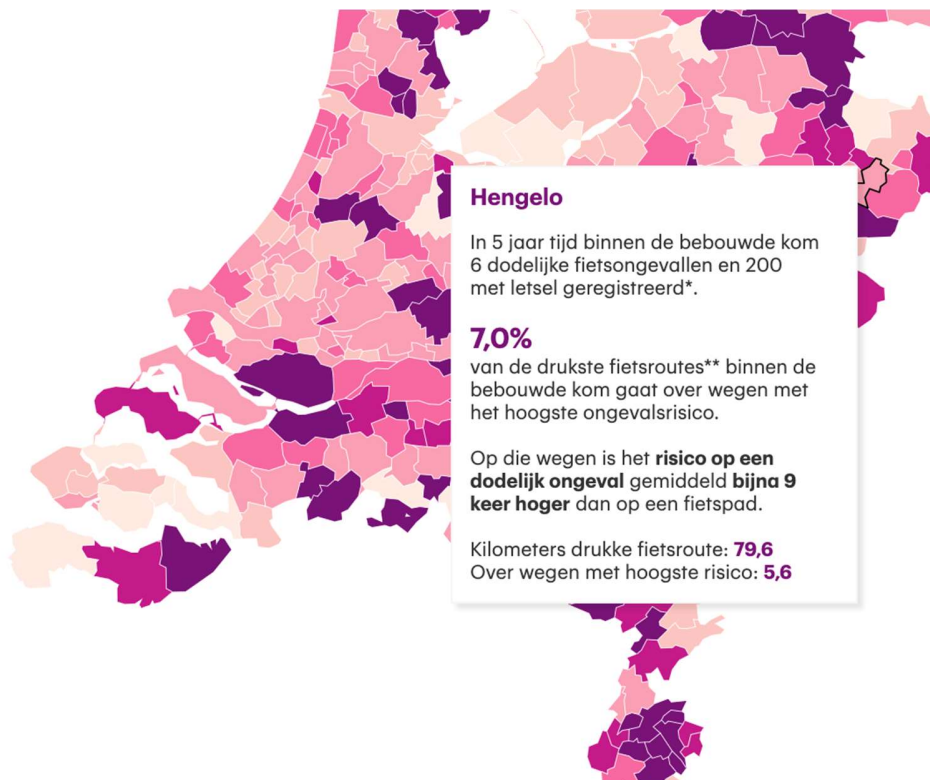 Hengelo
In 5 jaar tijd binnen de bebouwde kom
6 dodelijke fietsongevallen en 200
met letsel geregistreerd*.
7,0%
van de drukste fietsroutes** binnen de
bebouwde kom gaat over wegen met
het hoogste ongevalsrisico.
Op die wegen is het risico op een
dodelijk ongeval gemiddeld bijna 9
keer hoger dan op een fietspad.
Kilometers drukke fietsroute: 79,6
Over wegen met hoogste risico: 5,6